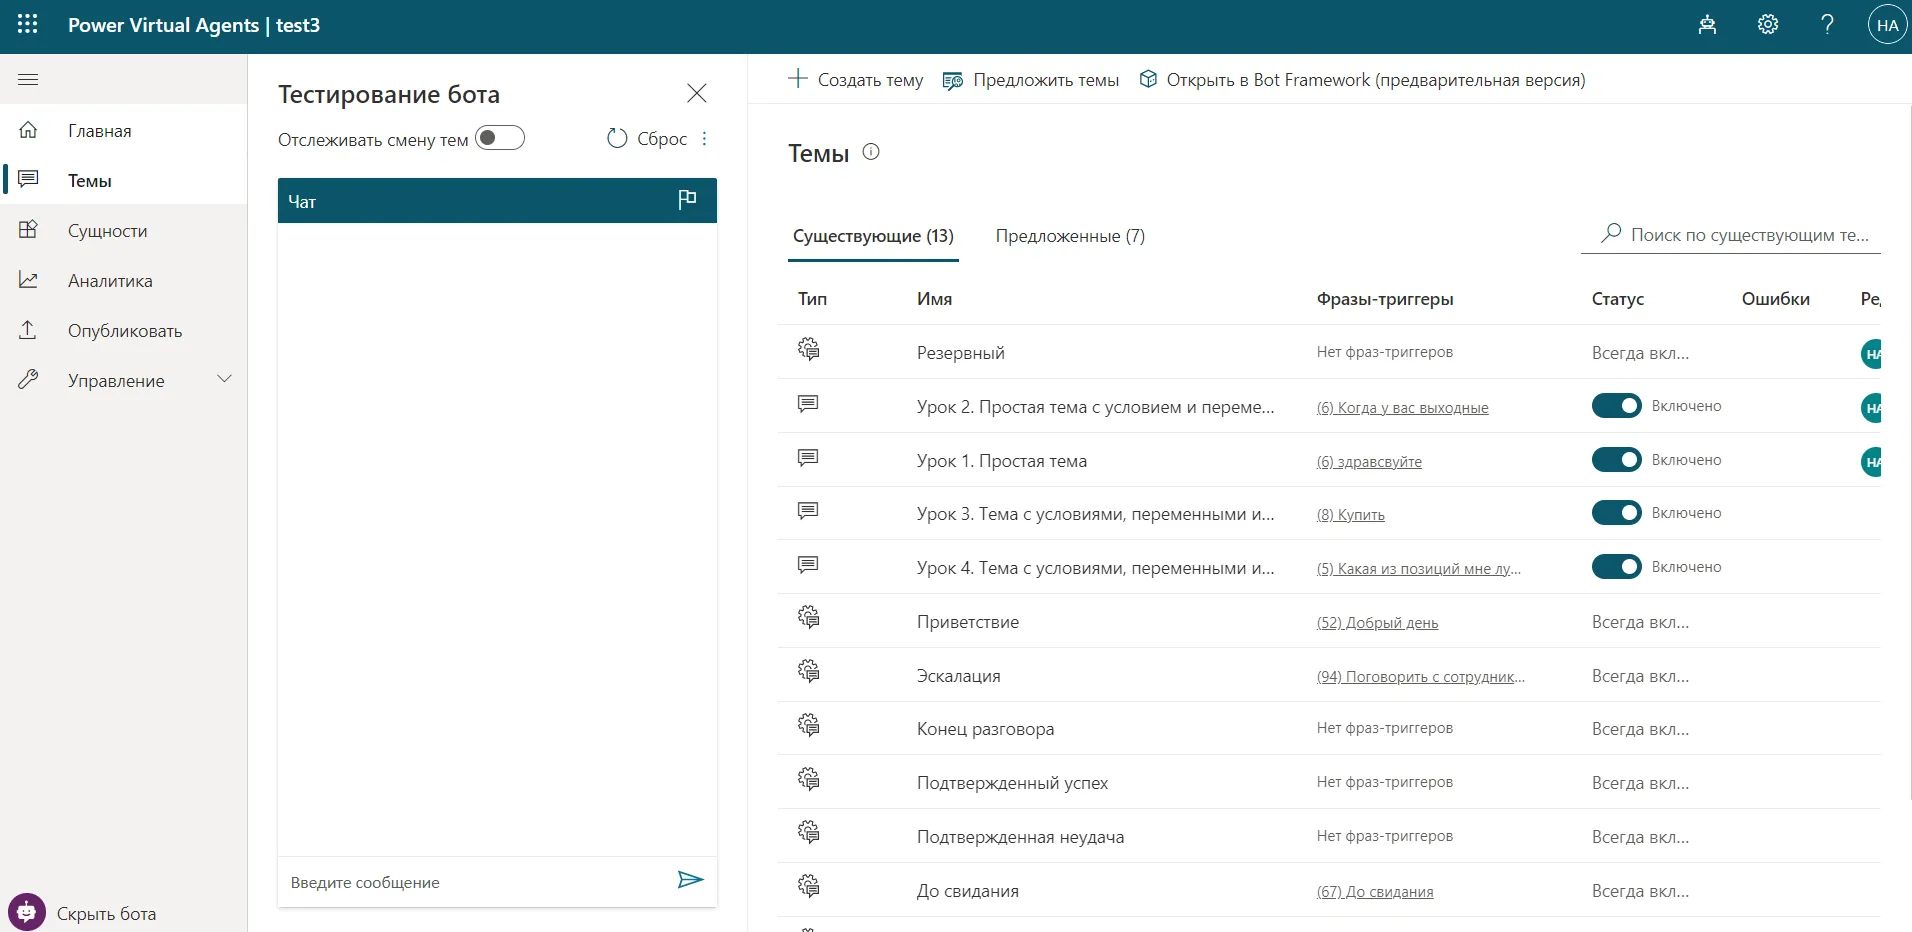 Power Virtual Agents | test3
НА
Главная
Темы
Сущности
Аналитика
Опубликовать
Управление
Скрыть бота
Тестирование бота
Отслеживать смену тем
Сброс
Чат
Введите сообщение
Создать тему
Предложить темы
Открыть в Bot Framework (предварительная версия)
Темы
Существующие (13)
Предложенные (7)
Поиск по существующим те...
Тип Имя Фразы-триггеры Статус Ошибки Ред
Резервный Нет фраз-триггеров Всегда вкл... НА
Урок 2. Простая тема с условием и переме... (6) Когда у вас выходные Включено НА
Урок 1. Простая тема (6) здравсвуйте Включено НА
Урок 3. Тема с условиями, переменными и... (8) Купить Включено
Урок 4. Тема с условиями, переменными и... (5) Какая из позиций мне лу... Включено
Приветствие (52) Добрый день Всегда вкл...
Эскалация (94) Поговорить с сотрудник... Всегда вкл...
Конец разговора Нет фраз-триггеров Всегда вкл...
Подтвержденный успех Нет фраз-триггеров Всегда вкл...
Подтвержденная неудача Нет фраз-триггеров Всегда вкл...
До свидания (67) До свидания Всегда вкл...